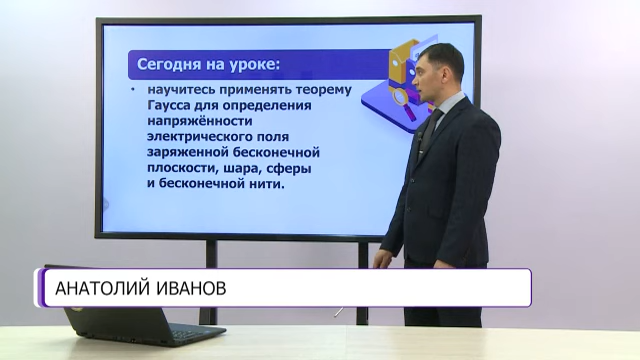 Сегодня на уроке:
• научитесь применять теорему
Гаусса для определения
напряжённости
электрического поля
заряженной бесконечной
плоскости, шара, сферы
и бесконечной нити.
АНАТОЛИЙ ИВАНОВ